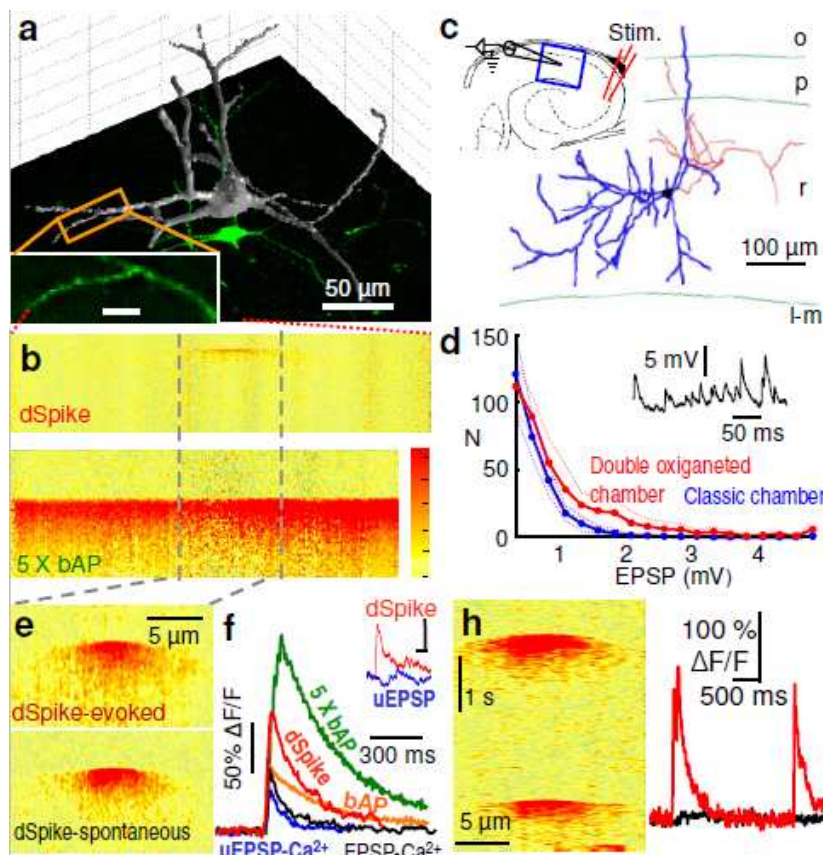 a
50 µm
b
dSpike
5 X bAP
c
Stim.
o
p
r
100 µm
l-m
d
150
100
50
0
N
5 mV
50 ms
Double oxiganeted
chamber
Classic chamber
1
2
3
4
EPSP (mV)
e
5 µm
dSpike-evoked
dSpike-spontaneous
f
dSpike
uEPSP
5 X bAP
300 ms
50% ΔF/F
dSpike
bAP
uEPSP-Ca²⁺
EPSP-Ca²⁺
h
1 s
5 µm
100 %
ΔF/F
500 ms